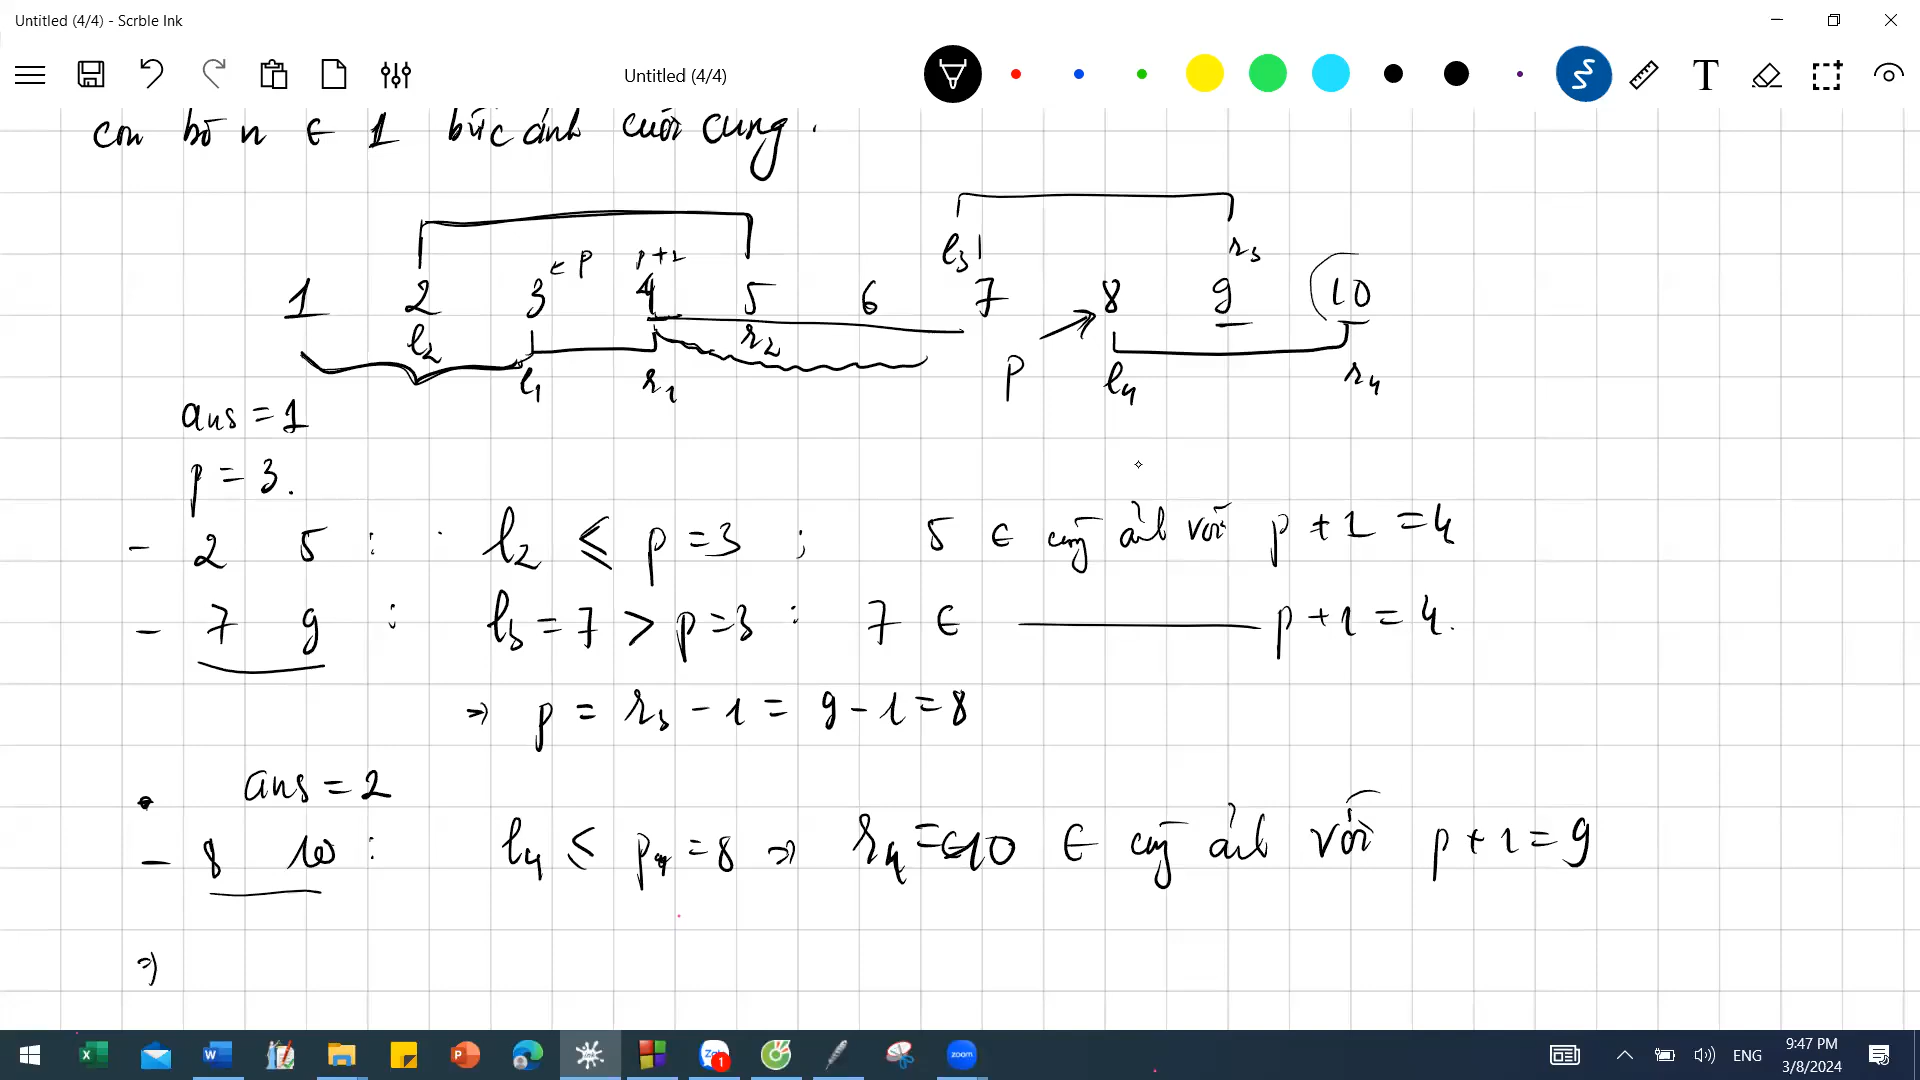 Untitled (4/4) - Scrble Ink
Untitled (4/4)
con bò n ∈ 1 bức ảnh cuối cùng.
l3 r3
← p p+1
1 2 3 4 5 6 7 8 9 10
l2 r2
l1 r1 p l4 r4
ans = 1
p = 3.
- 2 5 : l2 ≤ p = 3 ; 5 ∈ cùng ảnh với p + 1 = 4
- 7 9 : l3 = 7 > p = 3 : 7 ∈ ——— p + 1 = 4.
⇒ p = r3 - 1 = 9 - 1 = 8
ans = 2
- 8 10 : l4 ≤ p = 8 ⇒ r4 = 10 ∈ cùng ảnh với p + 1 = 9
⇒
ENG
9:47 PM
3/8/2024
zoom